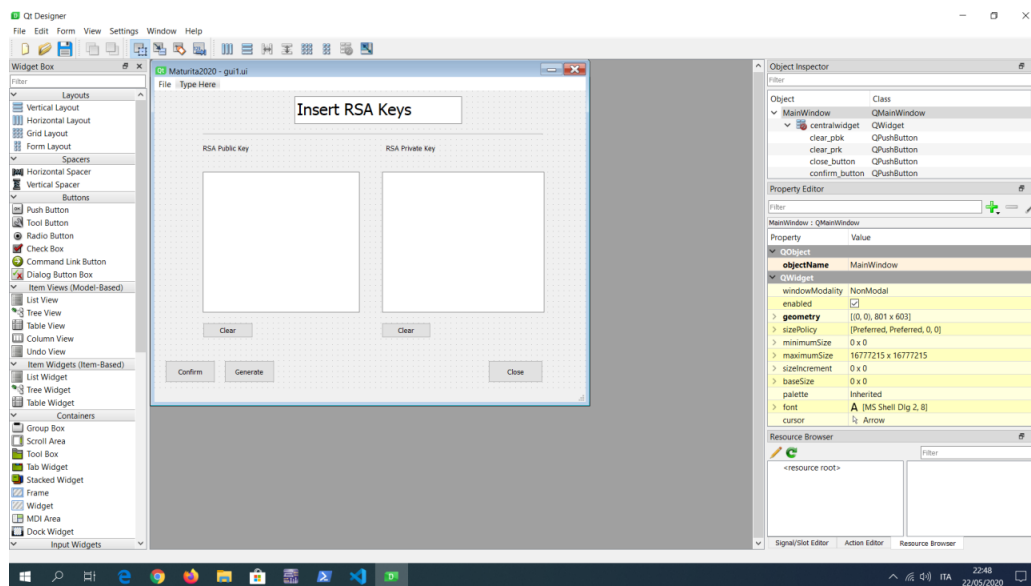 Qt Designer
File Edit Form View Settings Window Help
Widget Box
Filter
Layouts
Vertical Layout
Horizontal Layout
Grid Layout
Form Layout
Spacers
Horizontal Spacer
Vertical Spacer
Buttons
Push Button
Tool Button
Radio Button
Check Box
Command Link Button
Dialog Button Box
Item Views (Model-Based)
List View
Tree View
Table View
Column View
Undo View
Item Widgets (Item-Based)
List Widget
Tree Widget
Table Widget
Containers
Group Box
Scroll Area
Tool Box
Tab Widget
Stacked Widget
Frame
Widget
MDI Area
Dock Widget
Input Widgets
Maturita2020 - gui1.ui
File Type Here
Insert RSA Keys
RSA Public Key RSA Private Key
Clear Clear
Confirm Generate Close
Object Inspector
Filter
Object Class
MainWindow QMainWindow
centralwidget QWidget
clear_pbk QPushButton
clear_prk QPushButton
close_button QPushButton
confirm_button QPushButton
Property Editor
Filter
MainWindow : QMainWindow
Property Value
QObject
objectName MainWindow
QWidget
windowModality NonModal
enabled
geometry [(0, 0), 801 x 603]
sizePolicy [Preferred, Preferred, 0, 0]
minimumSize 0 x 0
maximumSize 16777215 x 16777215
sizeIncrement 0 x 0
baseSize 0 x 0
palette Inherited
font A [MS Shell Dlg 2, 8]
cursor Arrow
Resource Browser
Filter
<resource root>
Signal/Slot Editor Action Editor Resource Browser
ITA
22:48
22/05/2020